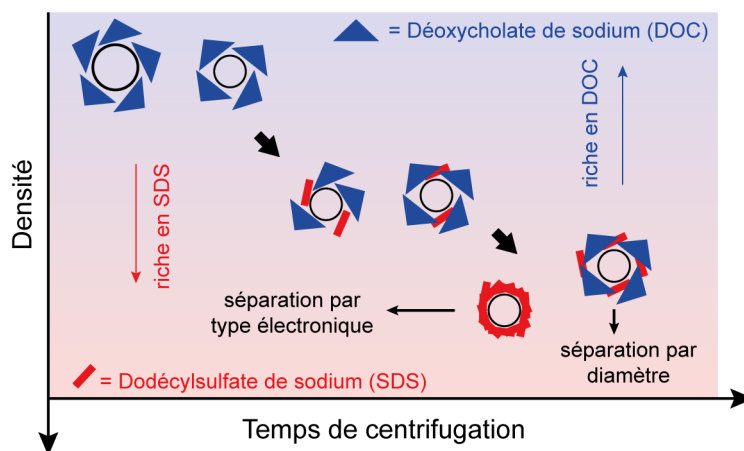 = Déoxycholate de sodium (DOC)
riche en DOC
riche en SDS
Densité
séparation par
type électronique
séparation par
diamètre
= Dodécylsulfate de sodium (SDS)
Temps de centrifugation